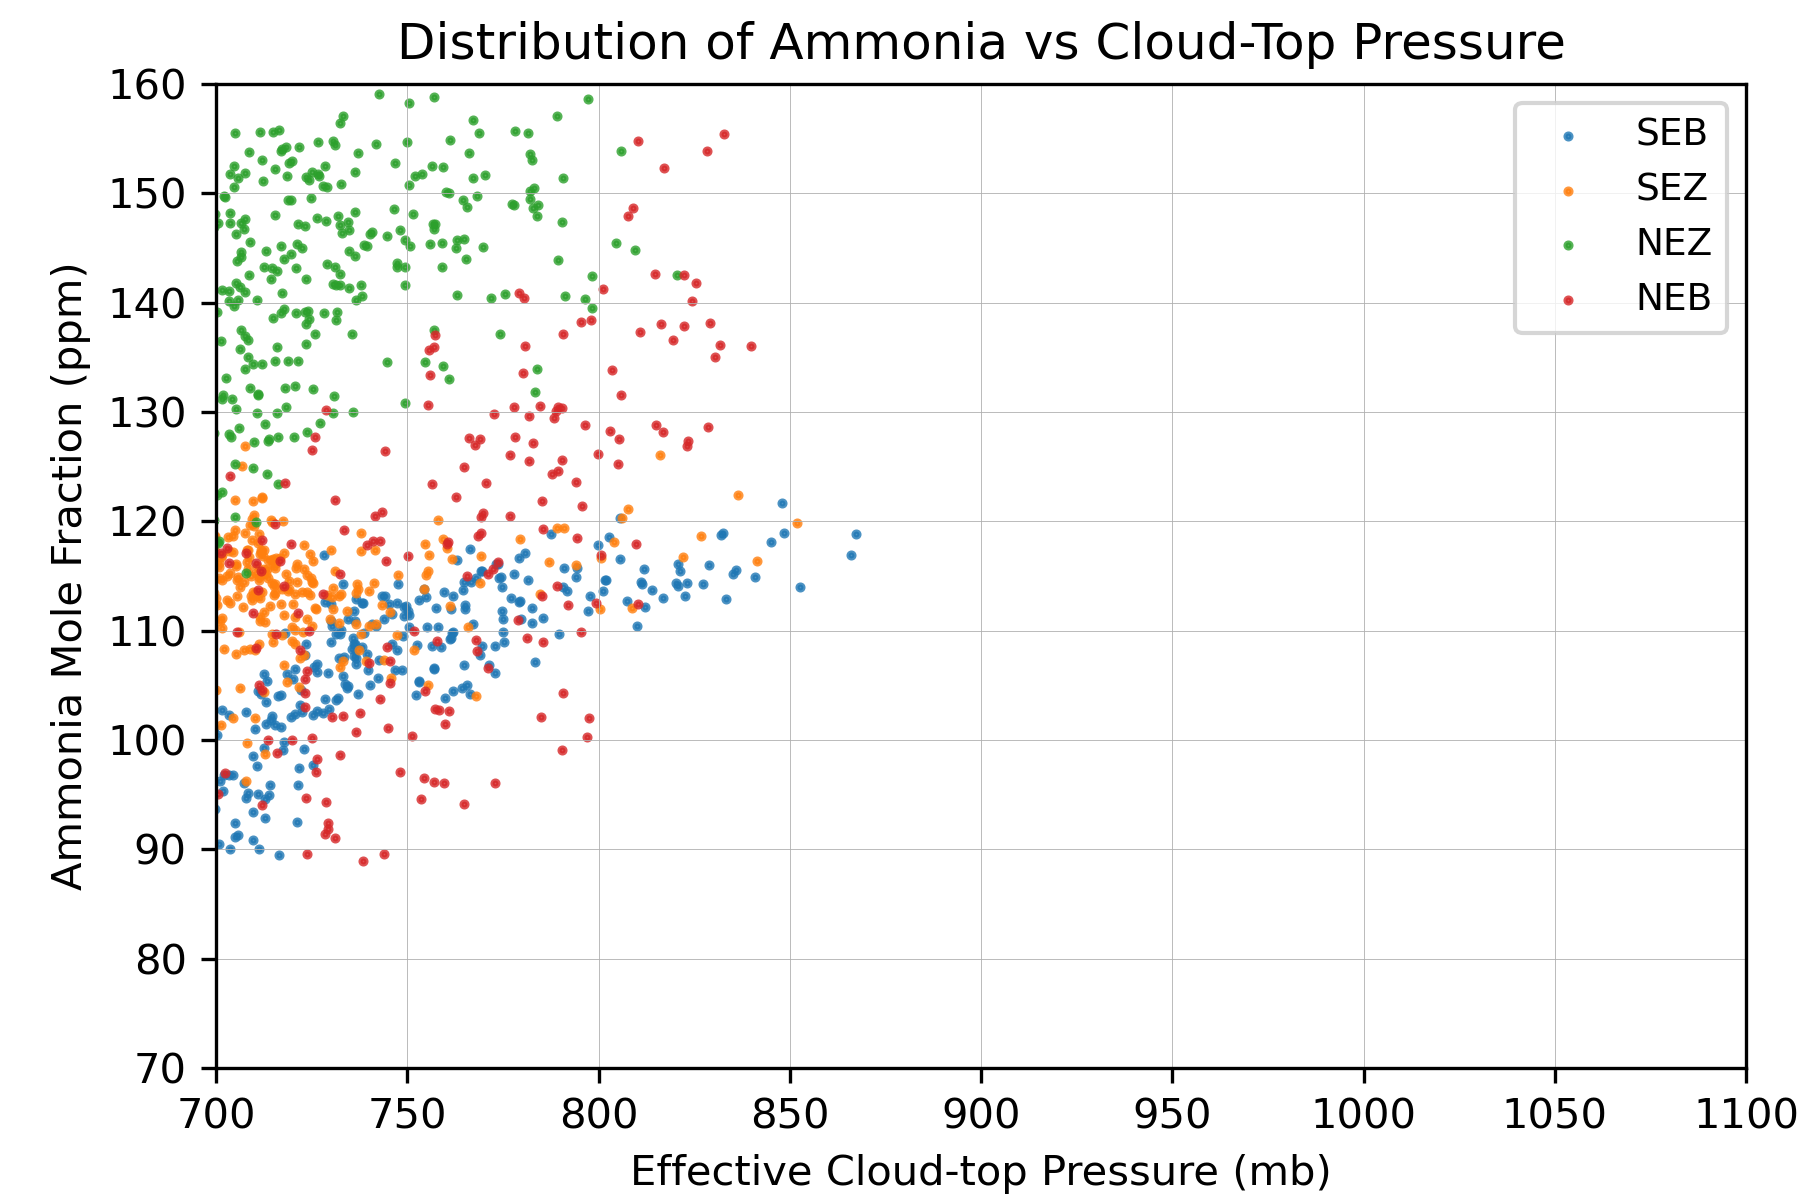 Distribution of Ammonia vs Cloud-Top Pressure
160
150
140
130
120
110
100
90
80
70
Ammonia Mole Fraction (ppm)
SEB
SEZ
NEZ
NEB
700 750 800 850 900 950 1000 1050 1100
Effective Cloud-top Pressure (mb)